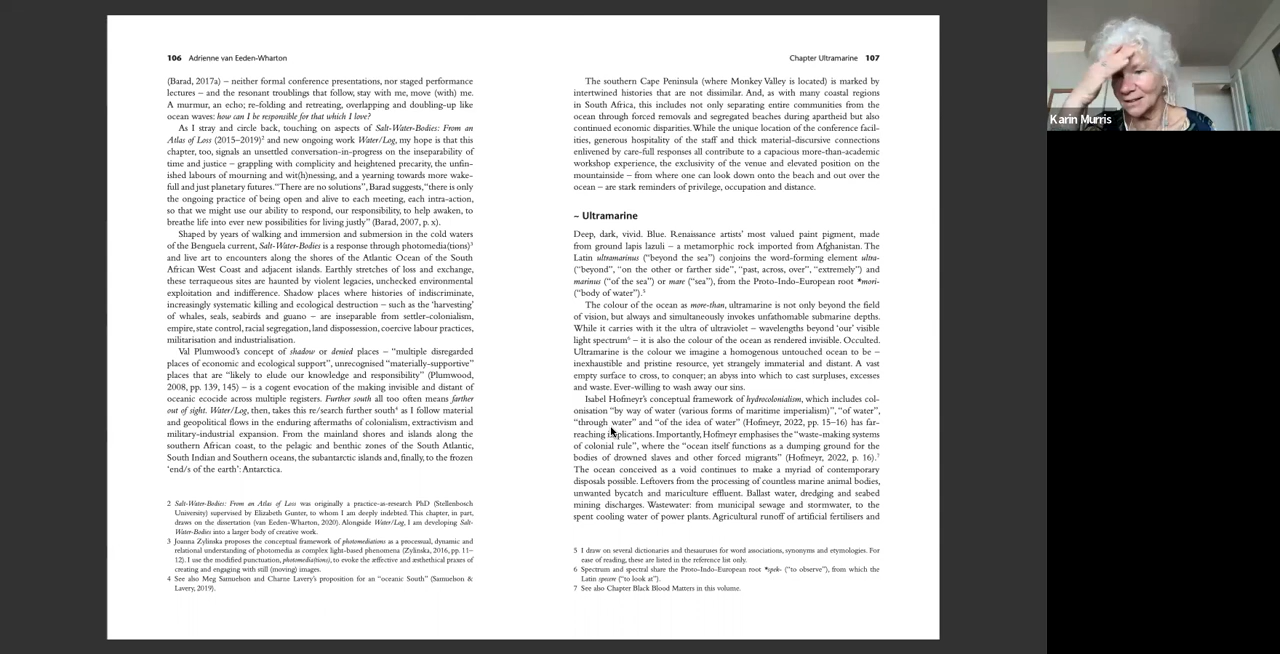 106 Adrienne van Eeden-Wharton
(Barad, 2017a) – neither formal conference presentations, nor staged performance
lectures – and the resonant troublings that follow, stay with me, move (with) me.
A murmur, an echo; re-folding and retreating, overlapping and doubling-up like
ocean waves: how can I be responsible for that which I love?
As I stray and circle back, touching on aspects of Salt-Water-Bodies: From an
Atlas of Loss (2015–2019)2 and new ongoing work Water/Log, my hope is that this
chapter, too, signals an unsettled conversation-in-progress on the inseparability of
time and justice – grappling with complicity and heightened precarity, the unfin-
ished labours of mourning and wit(h)nessing, and a yearning towards more wake-
full and just planetary futures. "There are no solutions", Barad suggests, "there is only
the ongoing practice of being open and alive to each meeting, each intra-action,
so that we might use our ability to respond, our responsibility, to help awaken, to
breathe life into ever new possibilities for living justly" (Barad, 2007, p. x).
Shaped by years of walking and immersion and submersion in the cold waters
of the Benguela current, Salt-Water-Bodies is a response through photomedia(tions)3
and live art to encounters along the shores of the Atlantic Ocean of the South
African West Coast and adjacent islands. Earthly stretches of loss and exchange,
these terraqueous sites are haunted by violent legacies, unchecked environmental
exploitation and indifference. Shadow places where histories of indiscriminate,
increasingly systematic killing and ecological destruction – such as the 'harvesting'
of whales, seals, seabirds and guano – are inseparable from settler-colonialism,
empire, state control, racial segregation, land dispossession, coercive labour practices,
militarisation and industrialisation.
Val Plumwood's concept of shadow or denied places – "multiple disregarded
places of economic and ecological support", unrecognised "materially-supportive"
places that are "likely to elude our knowledge and responsibility" (Plumwood,
2008, pp. 139, 145) – is a cogent evocation of the making invisible and distant of
oceanic ecocide across multiple registers. Further south all too often means farther
out of sight. Water/Log, then, takes this re/search further south4 as I follow material
and geopolitical flows in the enduring aftermaths of colonialism, extractivism and
military-industrial expansion. From the mainland shores and islands along the
southern African coast, to the pelagic and benthic zones of the South Atlantic,
South Indian and Southern oceans, the subantarctic islands and, finally, to the frozen
'end/s of the earth': Antarctica.
2 Salt-Water-Bodies: From an Atlas of Loss was originally a practice-as-research PhD (Stellenbosch
University) supervised by Elizabeth Gunter, to whom I am deeply indebted. This chapter, in part,
draws on the dissertation (van Eeden-Wharton, 2020). Alongside Water/Log, I am developing Salt-
Water-Bodies into a larger body of creative work.
3 Joanna Zylinska proposes the conceptual framework of photomediations as a processual, dynamic and
relational understanding of photomedia as complex light-based phenomena (Zylinska, 2016, pp. 11–
12). I use the modified punctuation, photomedia(tions), to evoke the æffective and æsthethical praxes of
creating and engaging with still (moving) images.
4 See also Meg Samuelson and Charne Lavery's proposition for an "oceanic South" (Samuelson &
Lavery, 2019).
Chapter Ultramarine 107
The southern Cape Peninsula (where Monkey Valley is located) is marked by
intertwined histories that are not dissimilar. And, as with many coastal regions
in South Africa, this includes not only separating entire communities from the
ocean through forced removals and segregated beaches during apartheid but also
continued economic disparities. While the unique location of the conference facil-
ities, generous hospitality of the staff and thick material-discursive connections
enlivened by care-full responses all contribute to a capacious more-than-academic
workshop experience, the exclusivity of the venue and elevated position on the
mountainside – from where one can look down onto the beach and out over the
ocean – are stark reminders of privilege, occupation and distance.
~ Ultramarine
Deep, dark, vivid. Blue. Renaissance artists' most valued paint pigment, made
from ground lapis lazuli – a metamorphic rock imported from Afghanistan. The
Latin ultramarinus ("beyond the sea") conjoins the word-forming element ultra-
("beyond", "on the other or farther side", "past, across, over", "extremely") and
marinus ("of the sea") or mare ("sea"), from the Proto-Indo-European root *mori-
("body of water").5
The colour of the ocean as more-than, ultramarine is not only beyond the field
of vision, but always and simultaneously invokes unfathomable submarine depths.
While it carries with it the ultra of ultraviolet – wavelengths beyond 'our' visible
light spectrum6 – it is also the colour of the ocean as rendered invisible. Occulted.
Ultramarine is the colour we imagine a homogenous untouched ocean to be –
inexhaustible and pristine resource, yet strangely immaterial and distant. A vast
empty surface to cross, to conquer; an abyss into which to cast surpluses, excesses
and waste. Ever-willing to wash away our sins.
Isabel Hofmeyr's conceptual framework of hydrocolonialism, which includes col-
onisation "by way of water (various forms of maritime imperialism)", "of water",
"through water" and "of the idea of water" (Hofmeyr, 2022, pp. 15–16) has far-
reaching implications. Importantly, Hofmeyr emphasises the "waste-making systems
of colonial rule", where the "ocean itself functions as a dumping ground for the
bodies of drowned slaves and other forced migrants" (Hofmeyr, 2022, p. 16).7
The ocean conceived as a void continues to make a myriad of contemporary
disposals possible. Leftovers from the processing of countless marine animal bodies,
unwanted bycatch and mariculture effluent. Ballast water, dredging and seabed
mining discharges. Wastewater: from municipal sewage and stormwater, to the
spent cooling water of power plants. Agricultural runoff of artificial fertilisers and
5 I draw on several dictionaries and thesauruses for word associations, synonyms and etymologies. For
ease of reading, these are listed in the reference list only.
6 Spectrum and spectral share the Proto-Indo-European root *spek- ("to observe"), from which the
Latin specere ("to look at").
7 See also Chapter Black Blood Matters in this volume.
Karin Murris